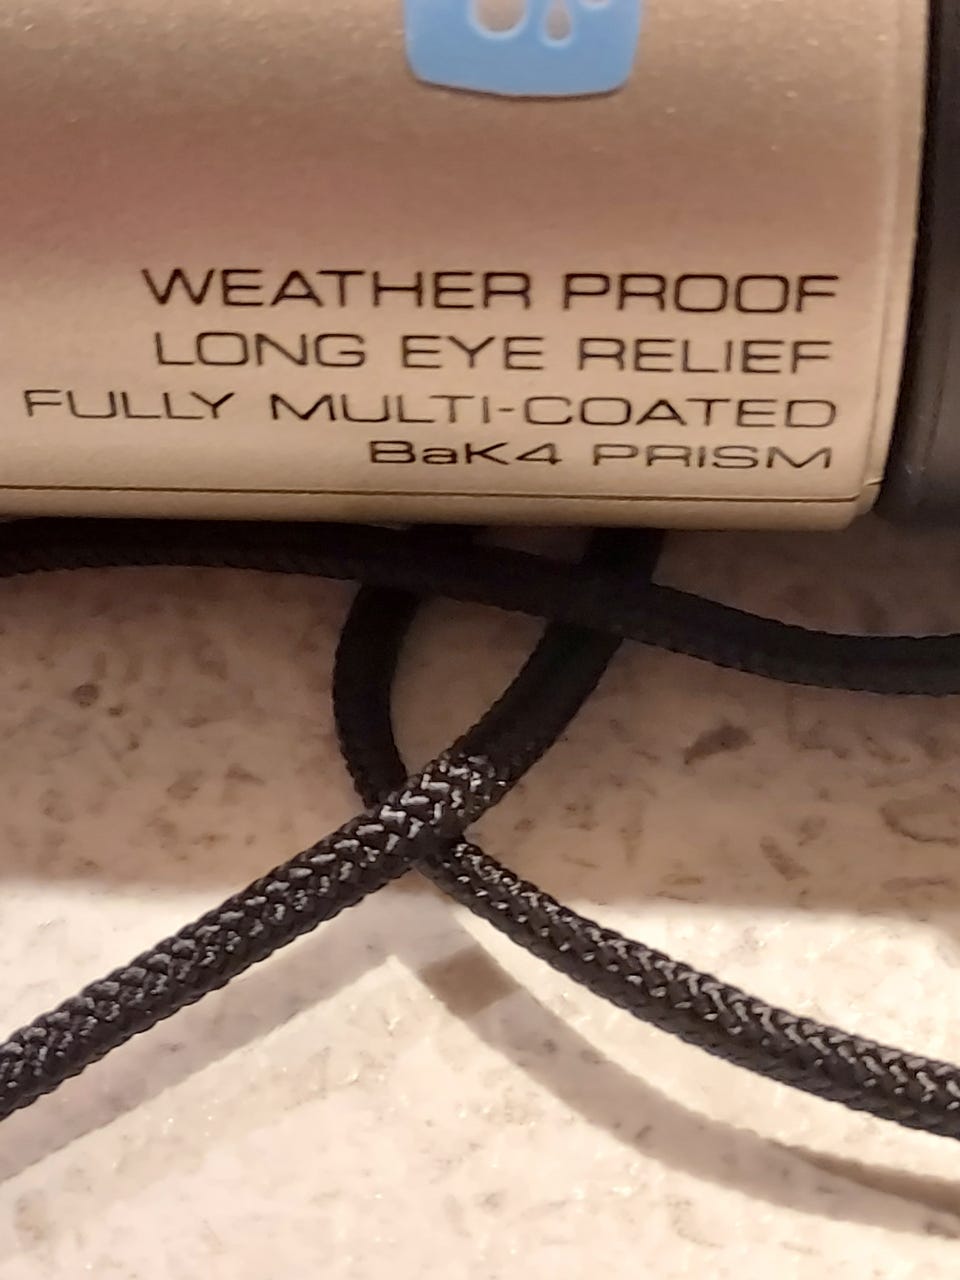 WEATHER PROOF
LONG EYE RELIEF
FULLY MULTI-COATED
BaK4 PRISM